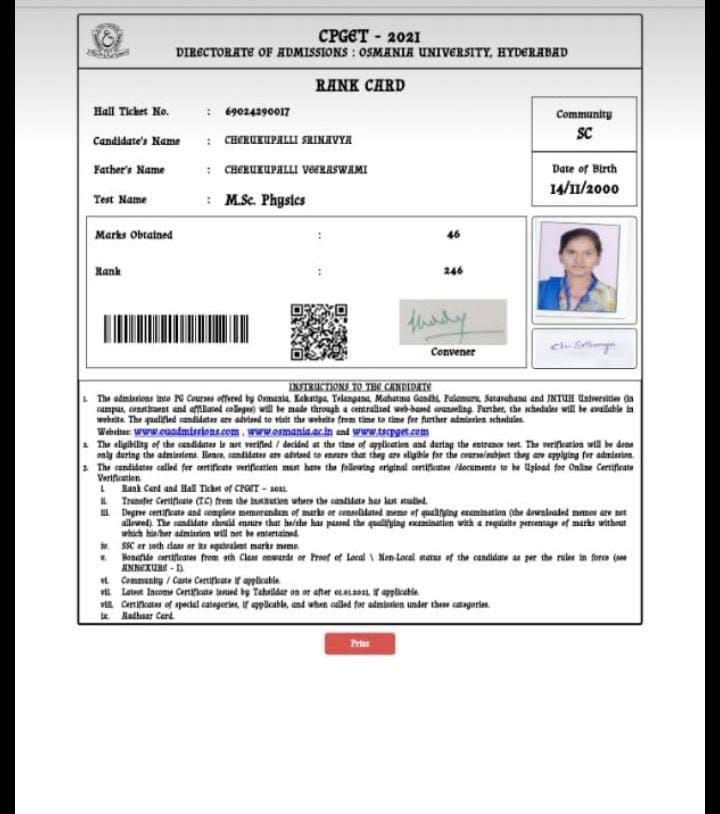 CPGET - 2021
DIRECTORATE OF ADMISSIONS : OSMANIA UNIVERSITY, HYDERABAD
RANK CARD
Hall Ticket No. : 69024290017
Candidate's Name : CHERUKUPALLI SRINAVYA
Father's Name : CHERUKUPALLI VEERASWAMI
Test Name : M.Sc. Physics
Community
SC
Date of Birth
14/11/2000
Marks Obtained : 46
Rank : 246
Convener
INSTRUCTIONS TO THE CANDIDATE
1. The admissions into PG Courses offered by Osmania, Kakatiya, Telangana, Mahatma Gandhi, Palamuru, Satavahana and JNTUH Universities (in
campus, constituent and affiliated colleges) will be made through a centralized web-based counseling. Further, the schedules will be available in
website. The qualified candidates are advised to visit the website from time to time for further admission schedules.
Website: www.ouadmissions.com , www.osmania.ac.in and www.tscpget.com
2. The eligibility of the candidates is not verified / decided at the time of application and during the entrance test. The verification will be done
only during the admissions. Hence, candidates are advised to ensure that they are eligible for the course/subject they are applying for admission.
3. The candidates called for certificate verification must have the following original certificates /documents to be Upload for Online Certificate
Verification.
i. Rank Card and Hall Ticket of CPGET - 2021.
ii. Transfer Certificate (T.C) from the institution where the candidate has last studied.
iii. Degree certificate and complete memorandum of marks or consolidated memo of qualifying examination (the downloaded memos are not
allowed). The candidate should ensure that he/she has passed the qualifying examination with a requisite percentage of marks without
which his/her admission will not be entertained.
iv. SSC or 10th class or its equivalent marks memo.
v. Bonafide certificates from 9th Class onwards or Proof of Local \ Non-Local status of the candidate as per the rules in force (see
ANNEXURE - I).
vi. Community / Caste Certificate if applicable.
vii. Latest Income Certificate issued by Tahsildar on or after 01.01.2021, if applicable.
viii. Certificates of special categories, if applicable, and when called for admission under these categories.
ix. Aadhaar Card.
Print